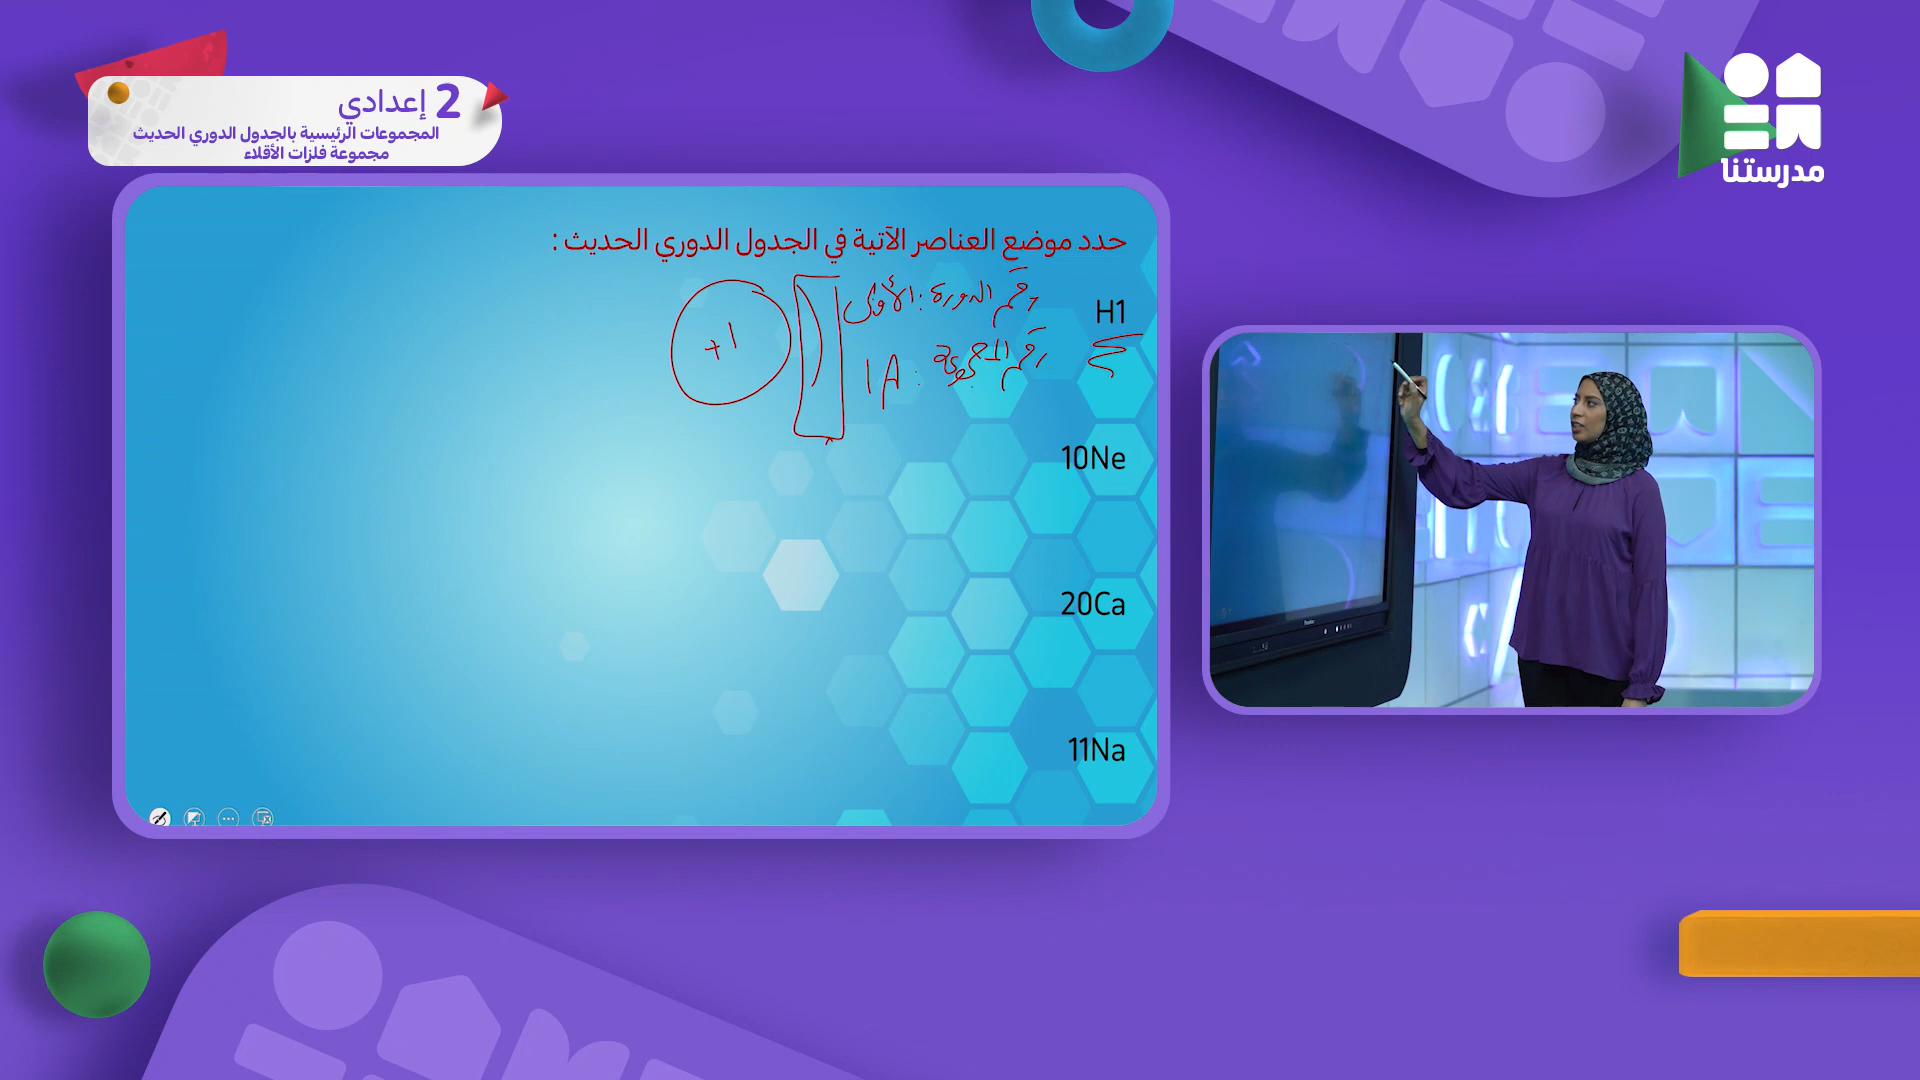 2 إعدادي
المجموعات الرئيسية بالجدول الدوري الحديث
مجموعة فلزات الأقلاء
مدرستنا
حدد موضع العناصر الآتية في الجدول الدوري الحديث :
H1
رقم الدورة : الأولى
رقم المجموعة : 1A
+1
10Ne
20Ca
11Na